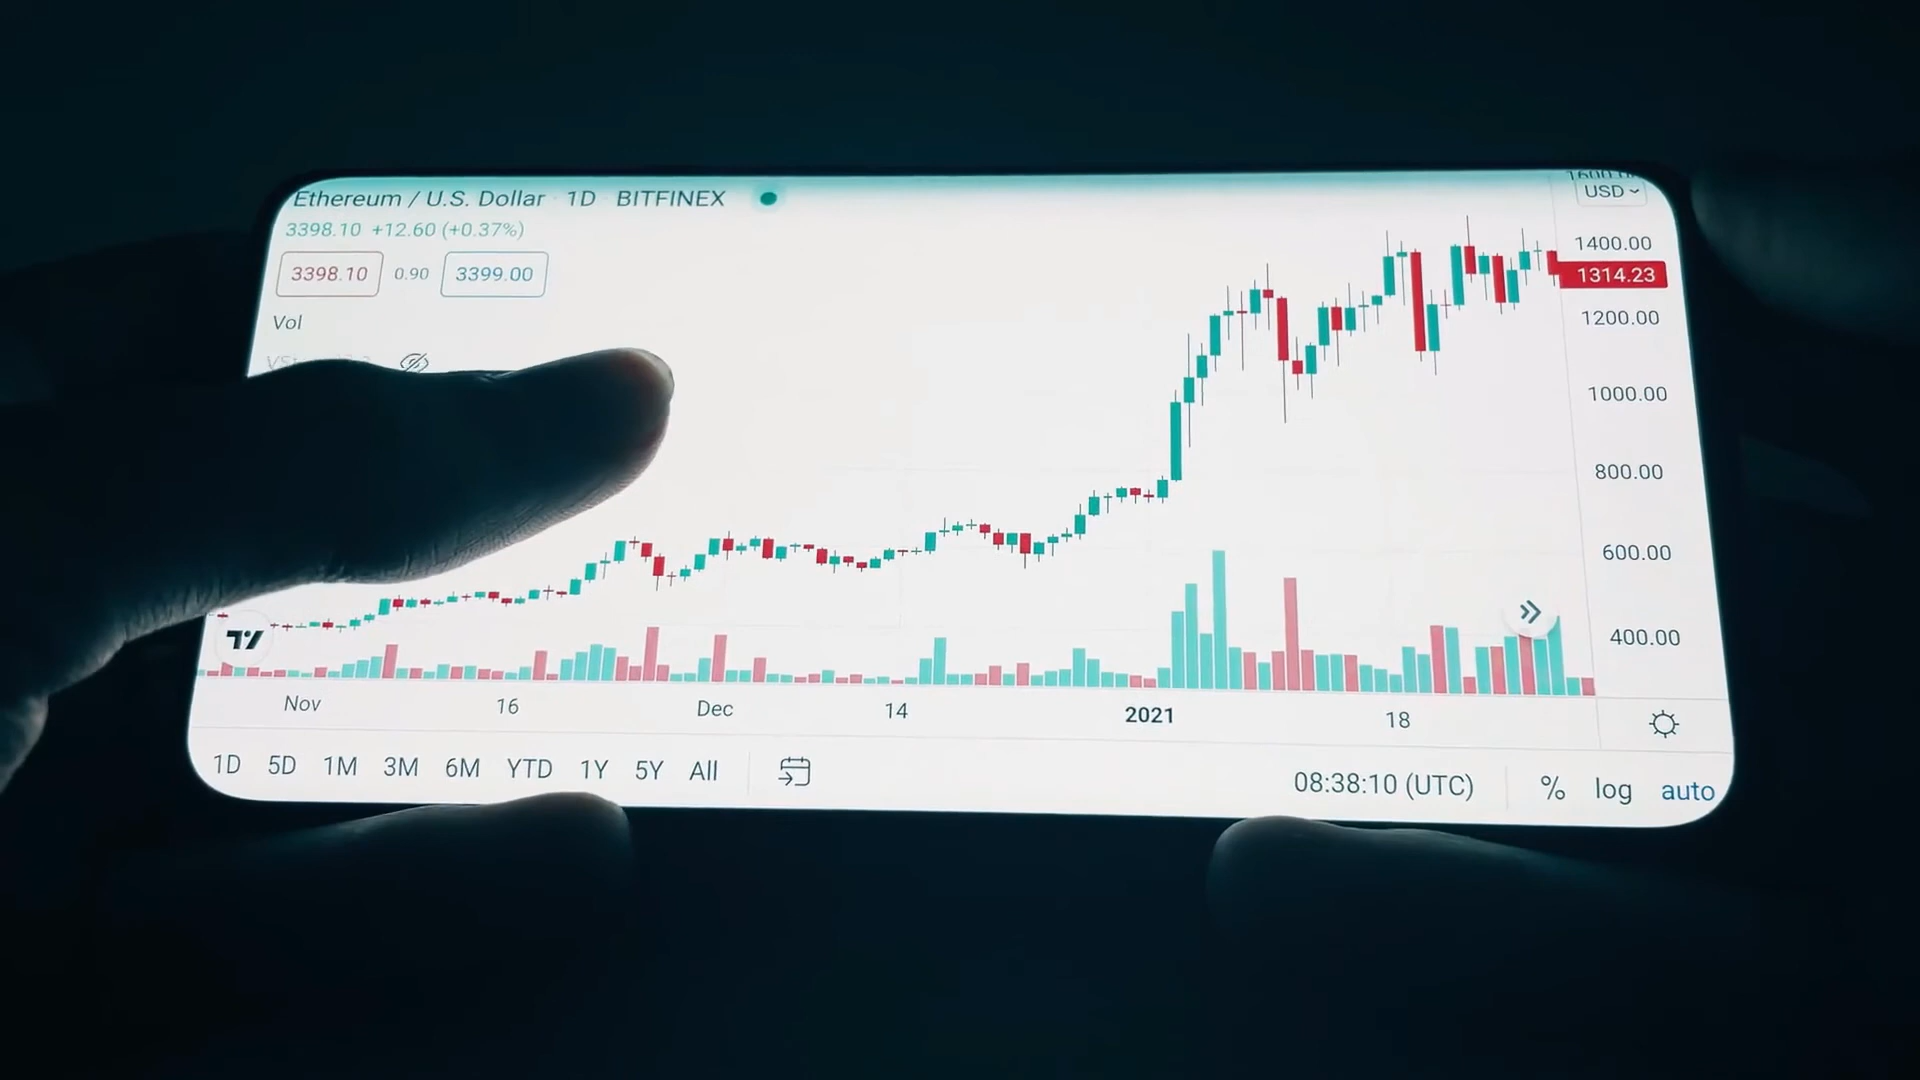 Ethereum / U.S. Dollar · 1D · BITFINEX
USD
3398.10 +12.60 (+0.37%)
3398.10 0.90 3399.00
Vol
1400.00
1314.23
1200.00
1000.00
800.00
600.00
400.00
Nov 16 Dec 14 2021 18
1D 5D 1M 3M 6M YTD 1Y 5Y All
08:38:10 (UTC) % log auto